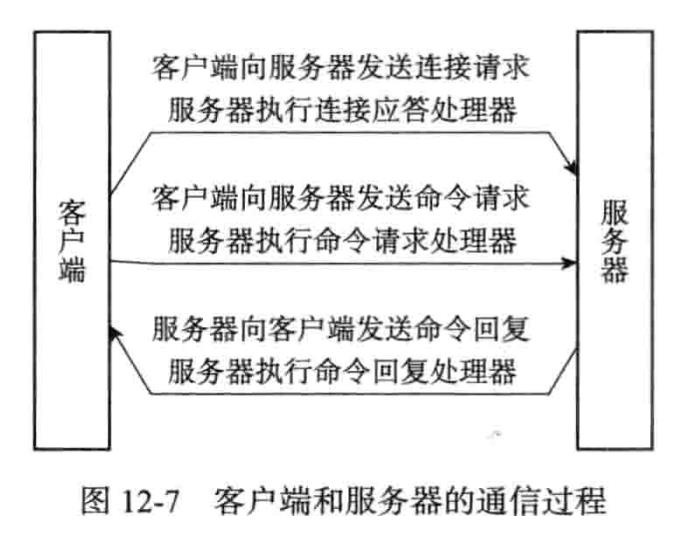 客户端向服务器发送连接请求
服务器执行连接应答处理器
客户端向服务器发送命令请求
服务器执行命令请求处理器
服务器向客户端发送命令回复
服务器执行命令回复处理器
客户端
服务器
图 12-7 客户端和服务器的通信过程